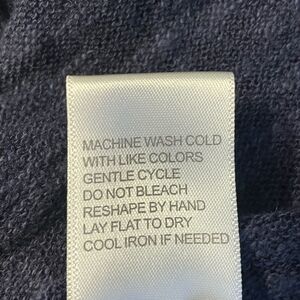 MACHINE WASH COLD
WITH LIKE COLORS
GENTLE CYCLE
DO NOT BLEACH
RESHAPE BY HAND
LAY FLAT TO DRY
COOL IRON IF NEEDED